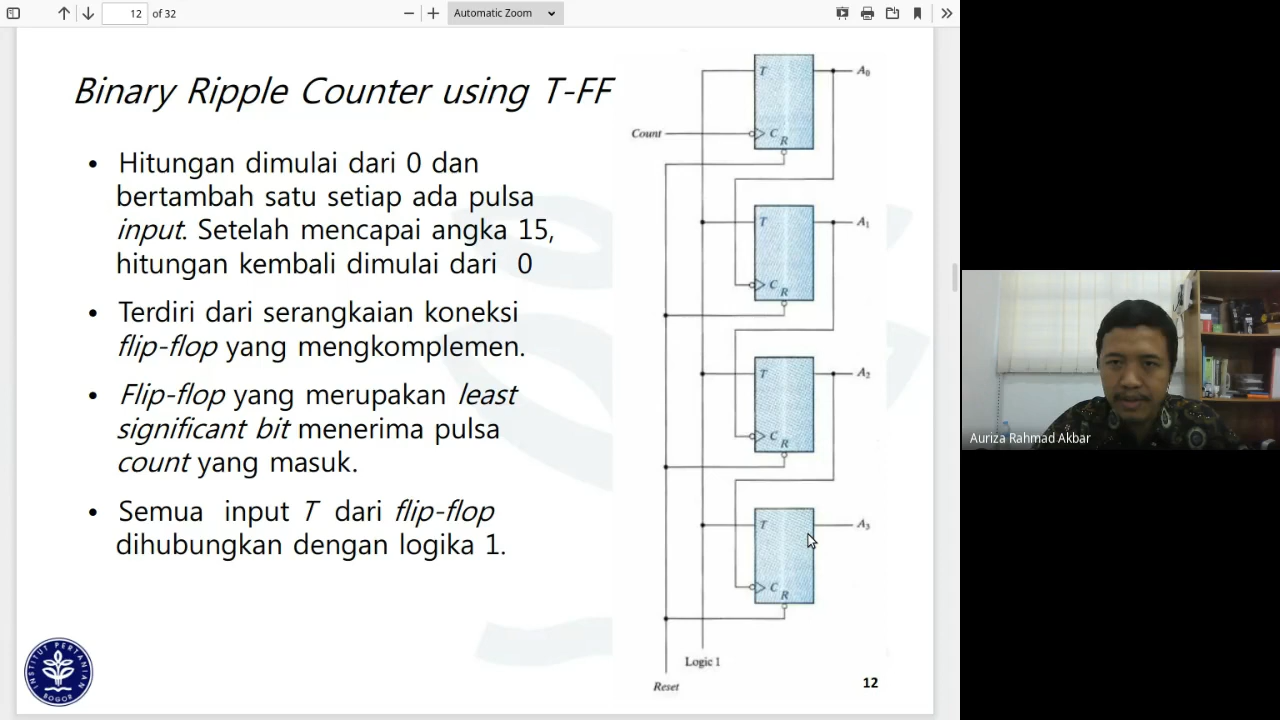 12 of 32
Automatic Zoom
Binary Ripple Counter using T-FF
• Hitungan dimulai dari 0 dan
bertambah satu setiap ada pulsa
input. Setelah mencapai angka 15,
hitungan kembali dimulai dari 0
• Terdiri dari serangkaian koneksi
flip-flop yang mengkomplemen.
• Flip-flop yang merupakan least
significant bit menerima pulsa
count yang masuk.
• Semua input T dari flip-flop
dihubungkan dengan logika 1.
T A₀
Count C
R
T A₁
C
R
T A₂
C
R
T A₃
C
R
Logic 1
Reset
12
INSTITUT PERTANIAN
BOGOR
Auriza Rahmad Akbar